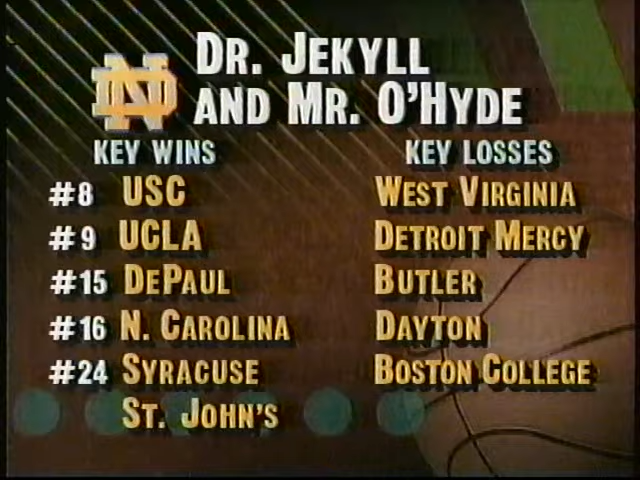 ND
DR. JEKYLL
AND MR. O'HYDE
KEY WINS KEY LOSSES
#8 USC WEST VIRGINIA
#9 UCLA DETROIT MERCY
#15 DEPAUL BUTLER
#16 N. CAROLINA DAYTON
#24 SYRACUSE BOSTON COLLEGE
ST. JOHN'S